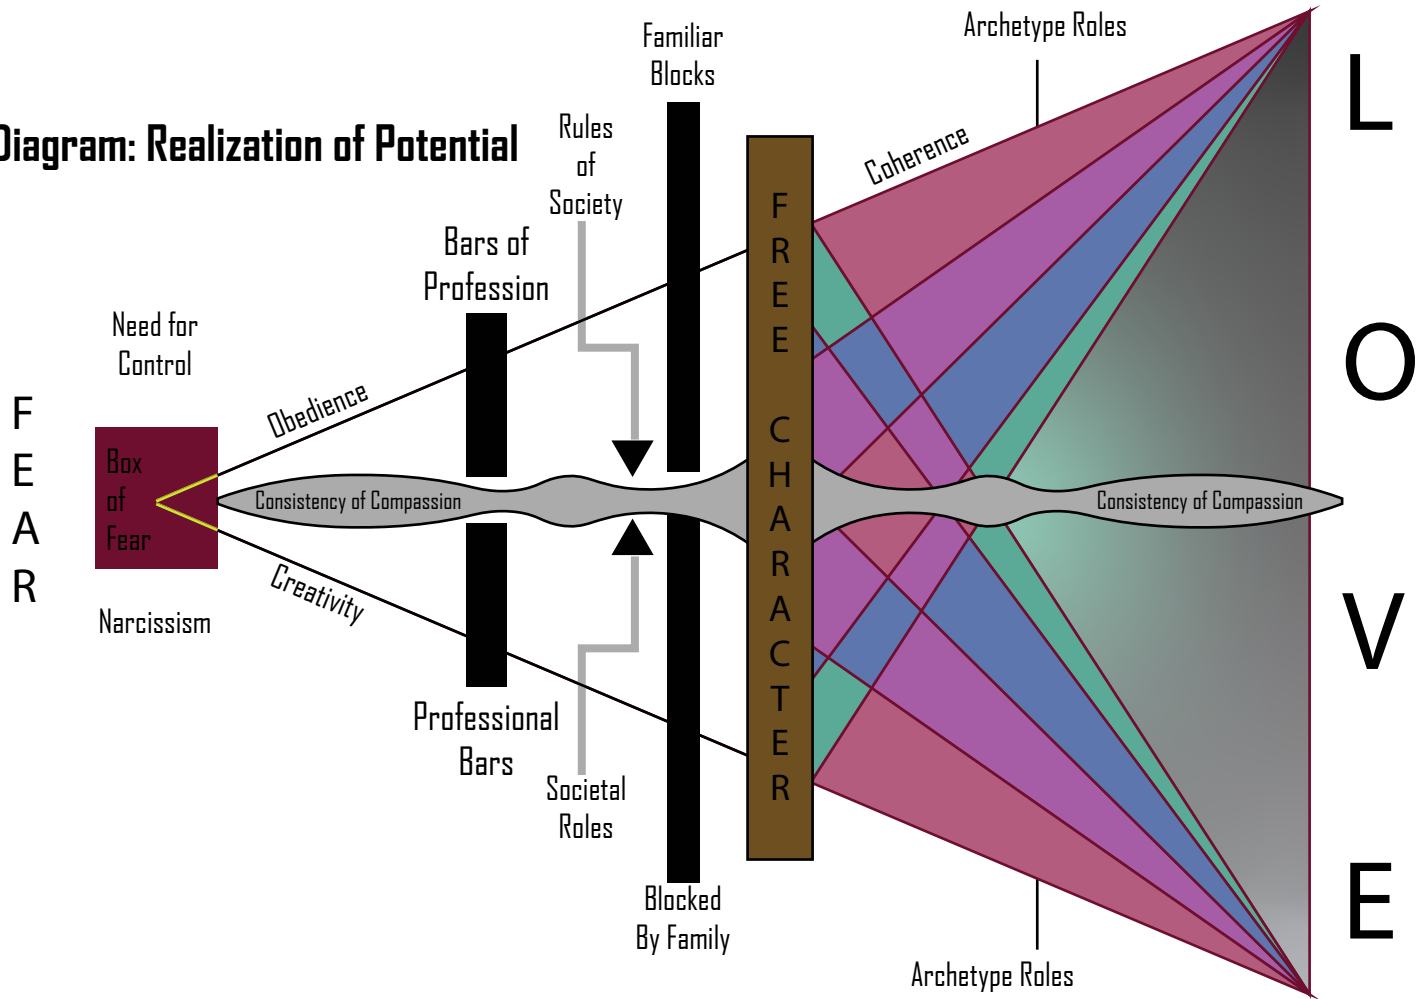 Diagram: Realization of Potential
Familiar
Blocks
Archetype Roles
Rules
of
Society
Coherence
Bars of
Profession
Need for
Control
Obedience
FEAR
Box
of
Fear
Consistency of Compassion
FREE CHARACTER
Consistency of Compassion
LOVE
Creativity
Narcissism
Professional
Bars
Societal
Roles
Blocked
By Family
Archetype Roles